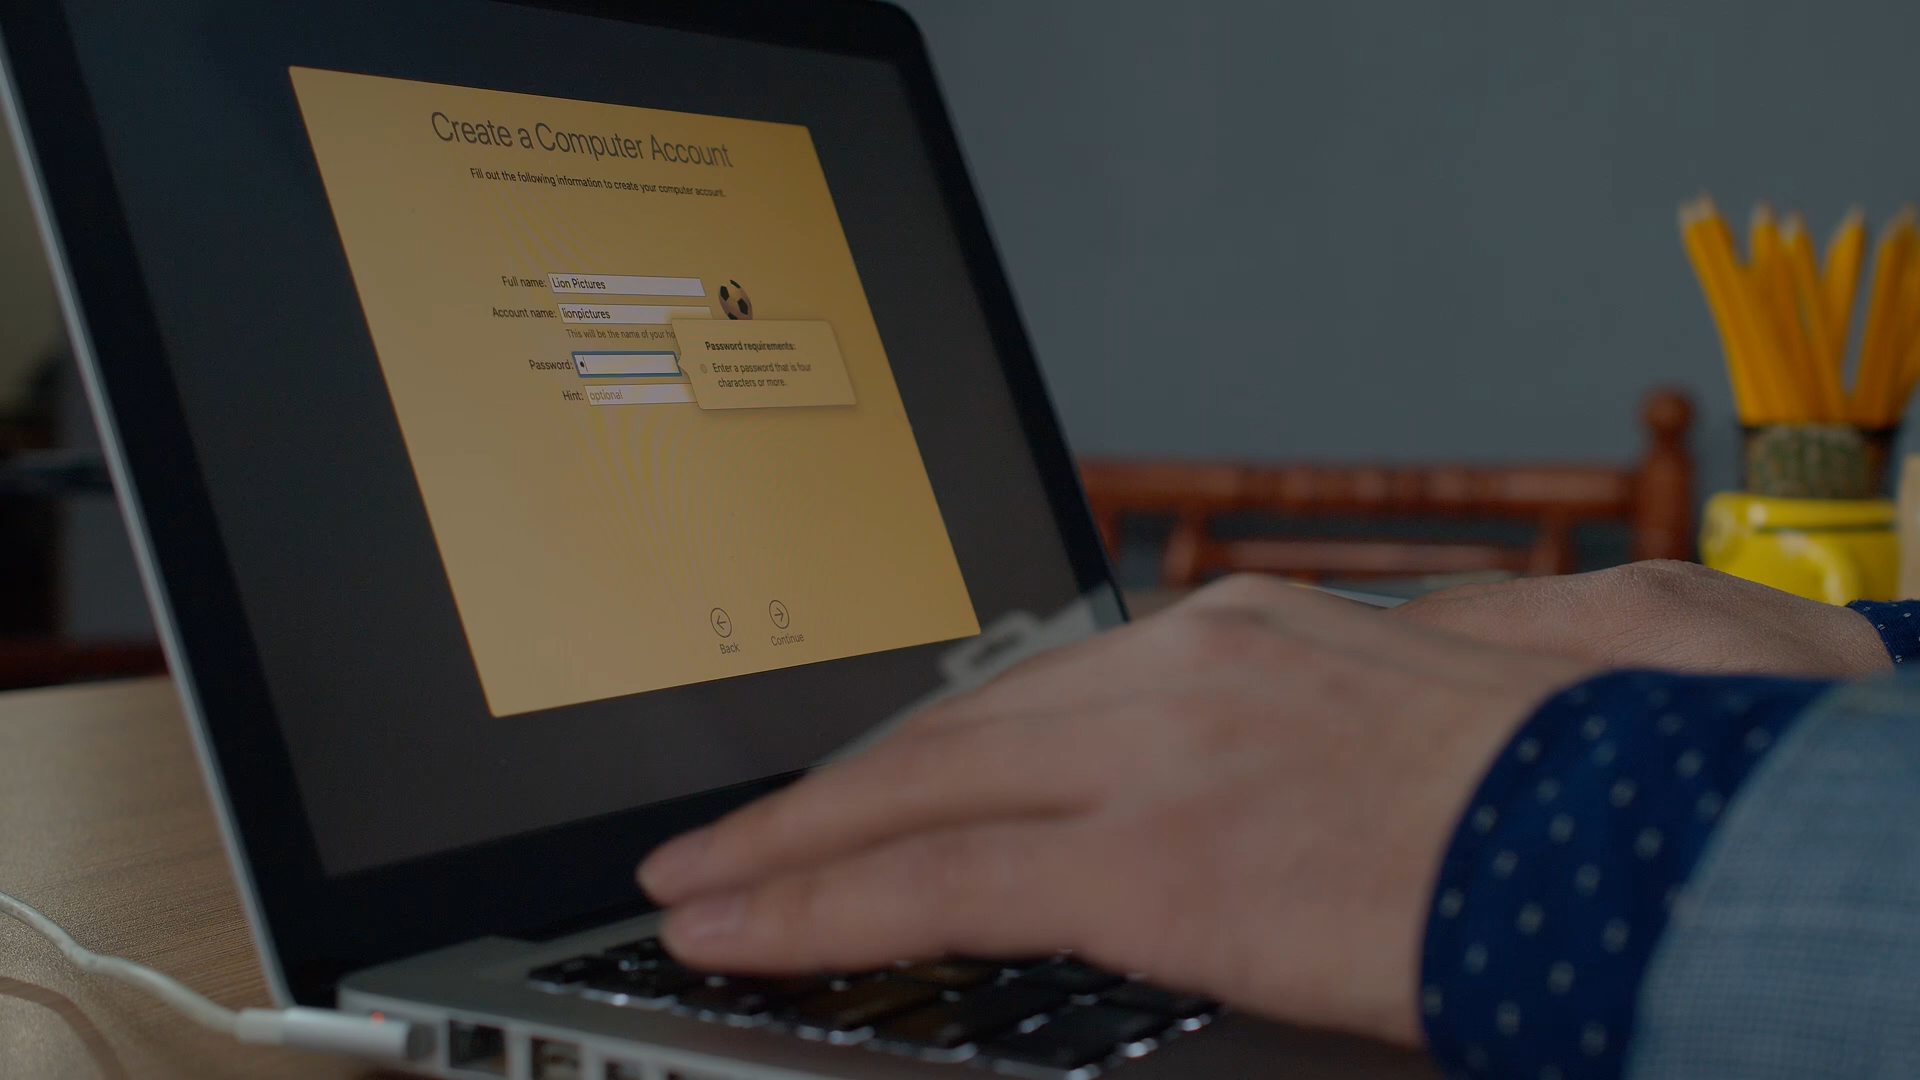 Create a Computer Account
Fill out the following information to create your computer account.
Full name: Lion Pictures
Account name: lionpictures
This will be the name of your
Password requirements:
Password:
Enter a password that is four
characters or more.
Hint: optional
Back
Continue